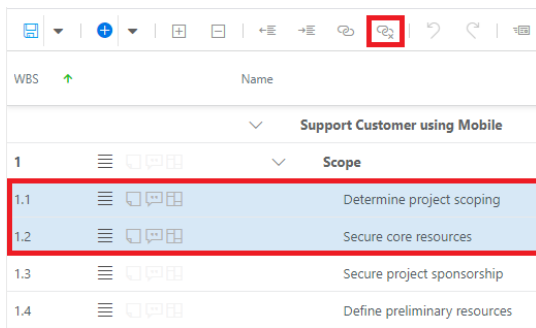 WBS Name
Support Customer using Mobile
1 Scope
1.1 Determine project scoping
1.2 Secure core resources
1.3 Secure project sponsorship
1.4 Define preliminary resources